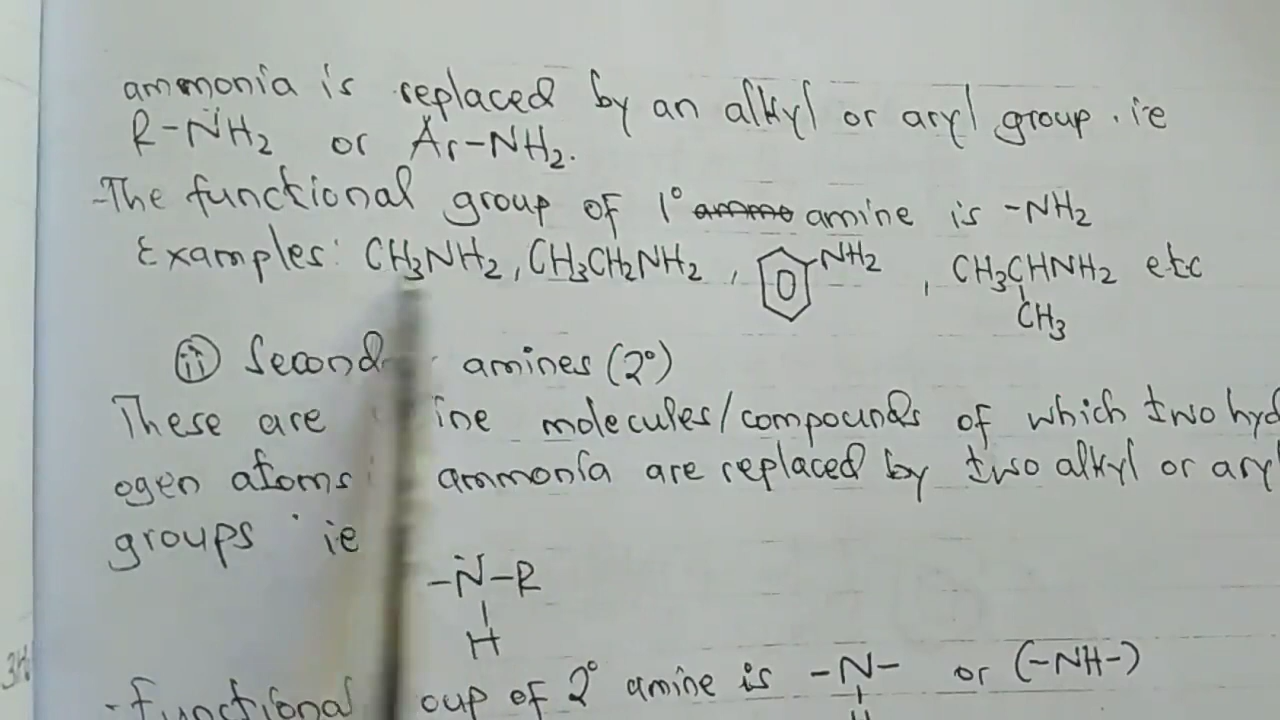 ammonia is replaced by an alkyl or aryl group . ie
R-N̈H₂ or Ar-NH₂.
-The functional group of 1° amine is -NH₂
Examples: CH₃NH₂, CH₃CH₂NH₂, NH₂, CH₃CHNH₂ etc
CH₃
(ii) Second amines (2°)
These are ine molecules/compounds of which two hyd
ogen atoms ammonia are replaced by two alkyl or aryl
groups ie
-N̈-R
H
-functional oup of 2° amine is -N- or (-NH-)
H